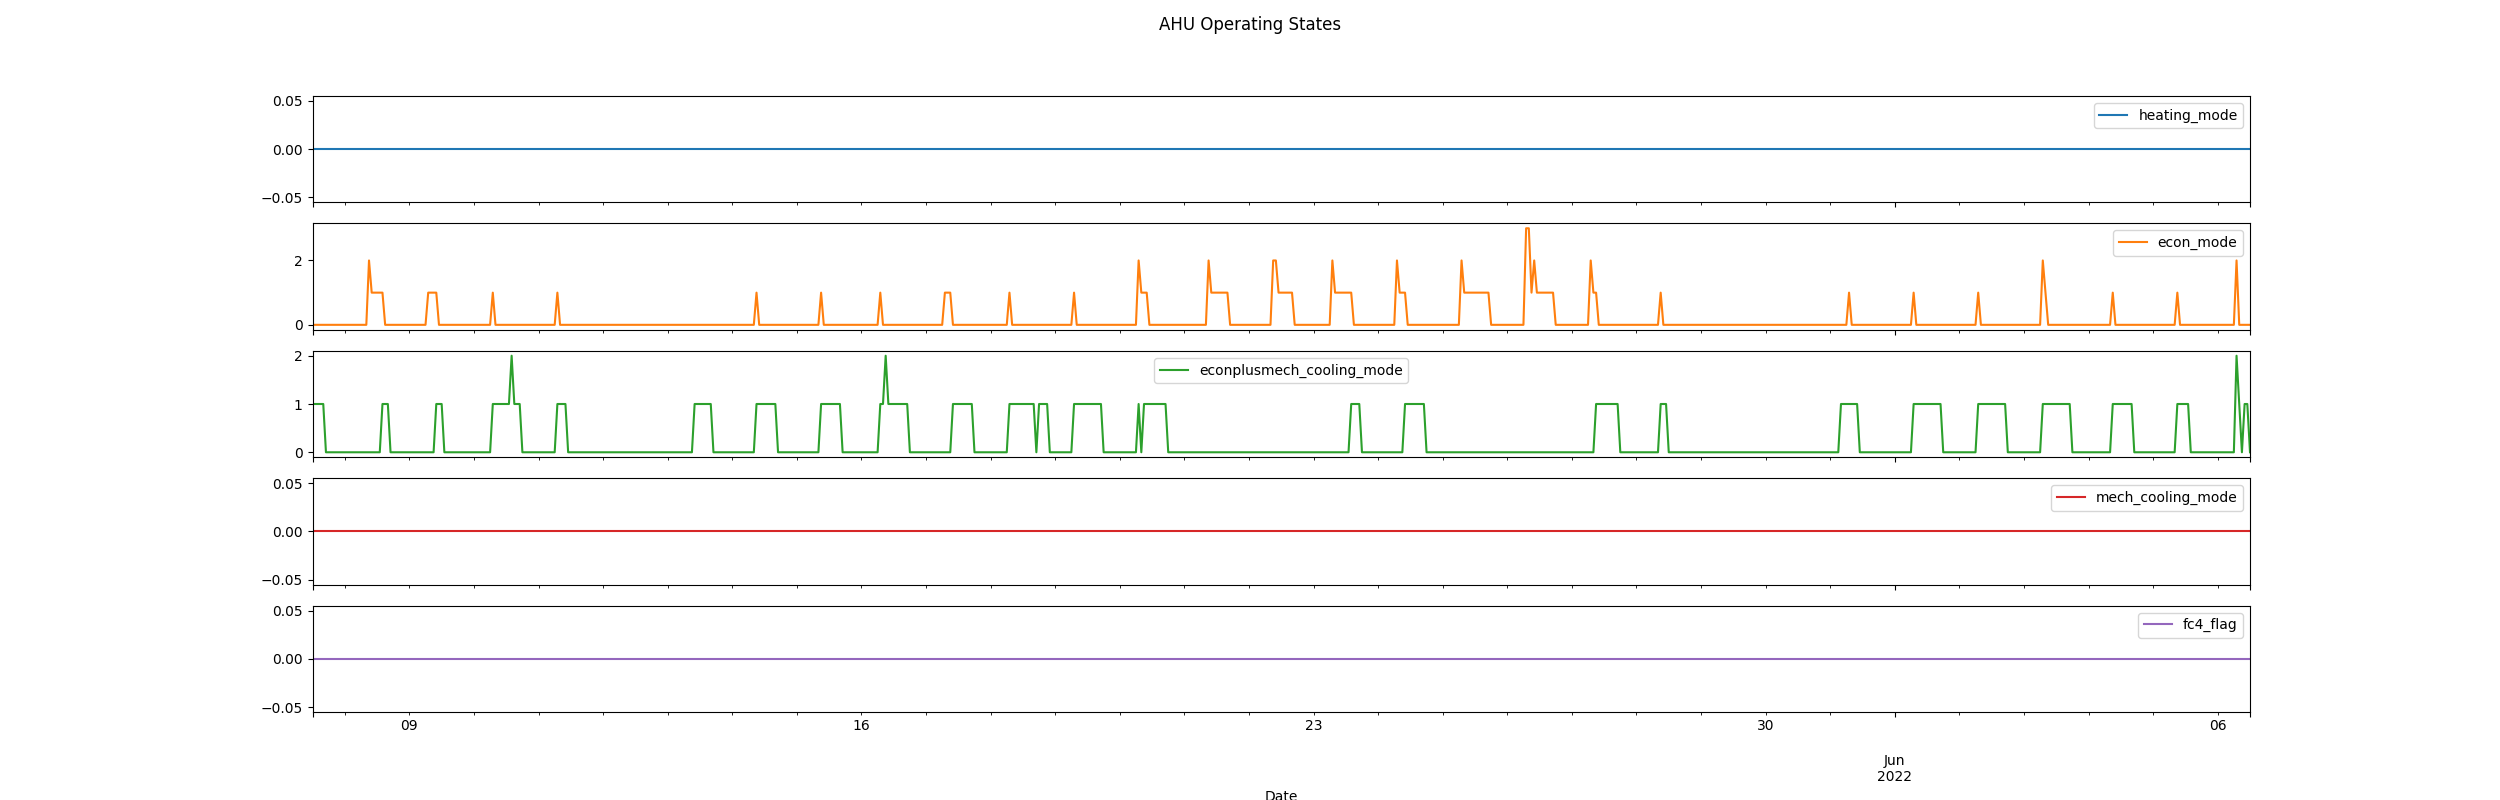 AHU Operating States
0.05
0.00
−0.05
heating_mode
2
0
econ_mode
2
1
0
econplusmech_cooling_mode
0.05
0.00
−0.05
mech_cooling_mode
0.05
0.00
−0.05
fc4_flag
09 16 23 30 06
Jun
2022
Date